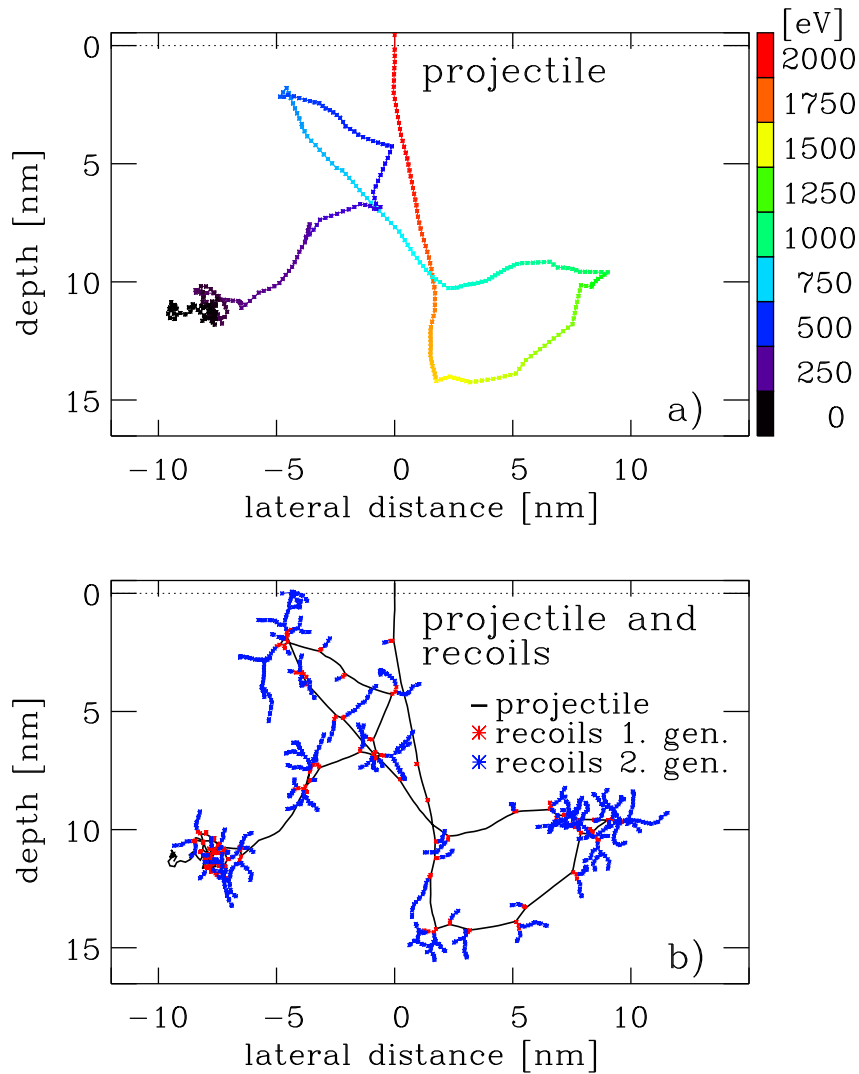 [eV]
0
projectile
2000
1750
5
1500
1250
1000
10
750
500
250
15
a)
0
−10 −5 0 5 10
lateral distance [nm]
depth [nm]
0
projectile and
recoils
5
projectile
recoils 1. gen.
recoils 2. gen.
10
15
b)
−10 −5 0 5 10
lateral distance [nm]
depth [nm]